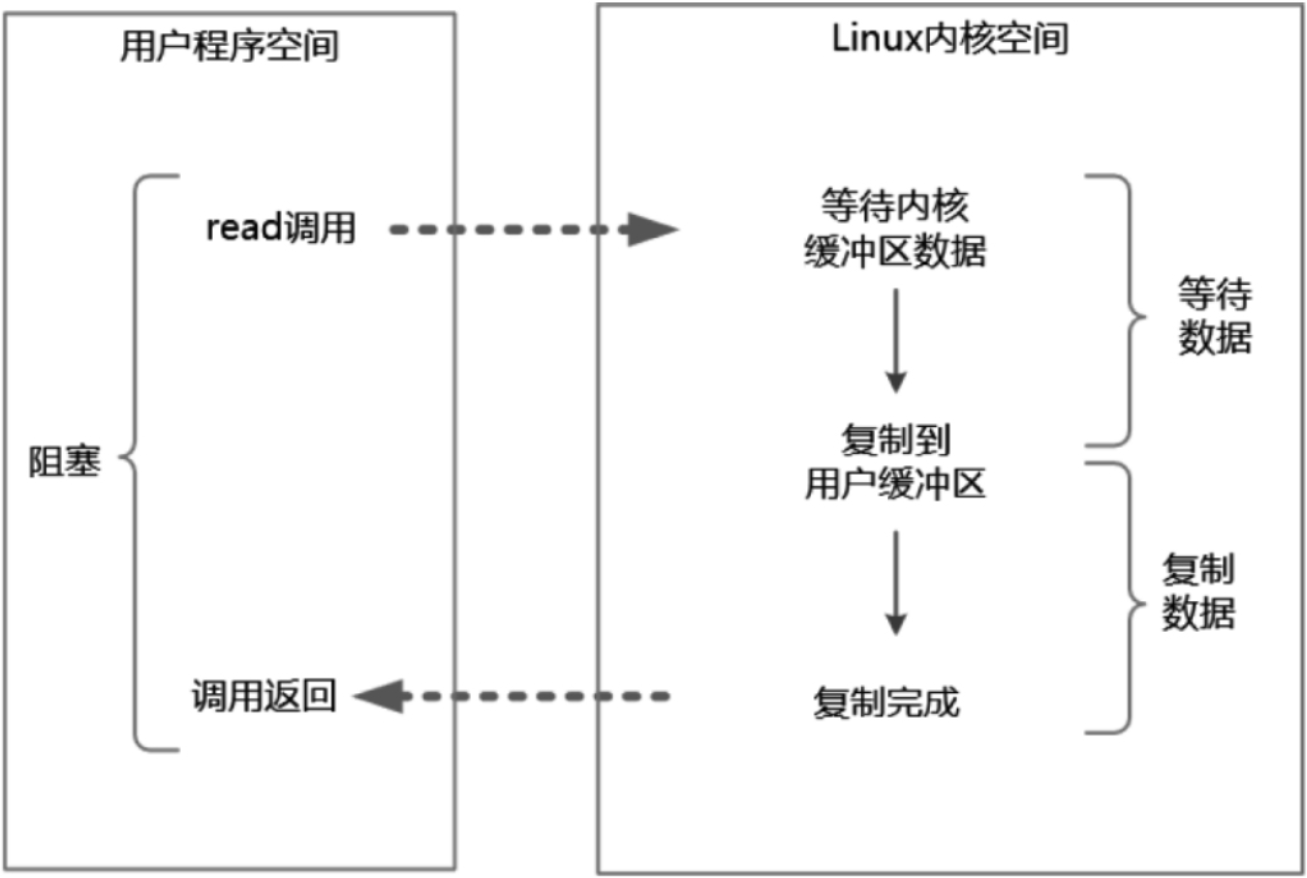 用户程序空间
Linux内核空间
read调用
等待内核
缓冲区数据
等待
数据
阻塞
复制到
用户缓冲区
复制
数据
调用返回
复制完成